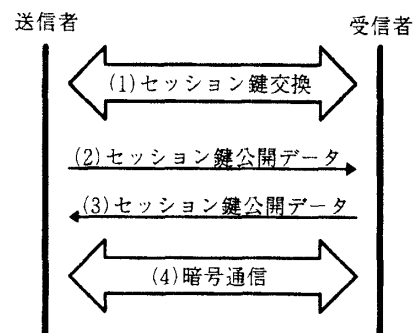 送信者
受信者
(1)セッション鍵交換
(2)セッション鍵公開データ
(3)セッション鍵公開データ
(4)暗号通信